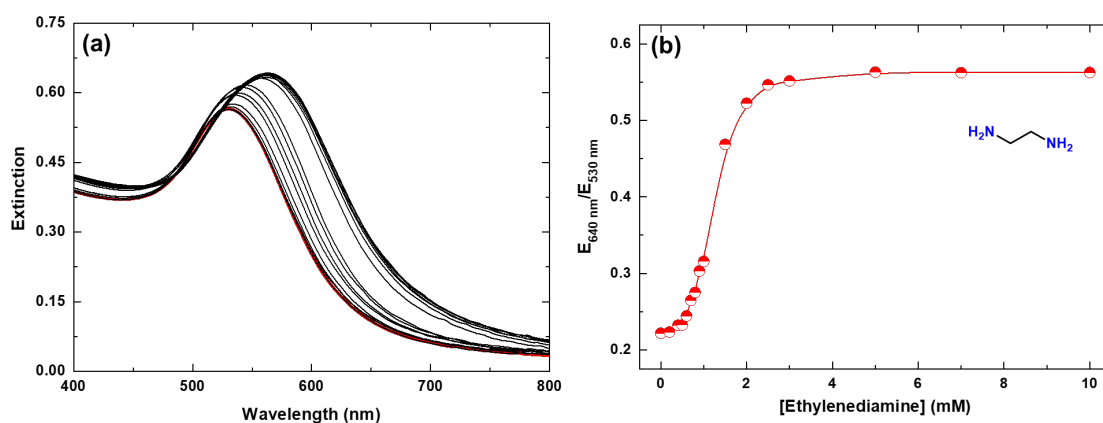 (a)
0.75
0.60
0.45
0.30
0.15
0.00
Extinction
400
500
600
700
800
Wavelength (nm)
(b)
0.6
0.5
0.4
0.3
0.2
E640 nm/E530 nm
H2N
NH2
0
2
4
6
8
10
[Ethylenediamine] (mM)